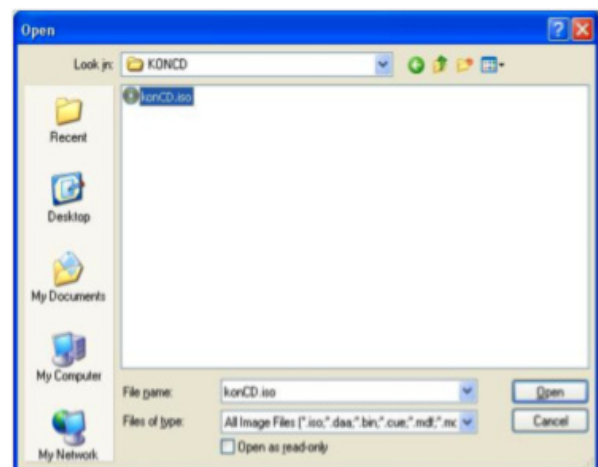 Open
Look in: KONCD
konCD.iso
Recent
Desktop
My Documents
My Computer
My Network
File name: konCD.iso Open
Files of type: All Image Files (*.iso;*.daa;*.bin;*.cue;*.mdf;*.mc Cancel
Open as read-only